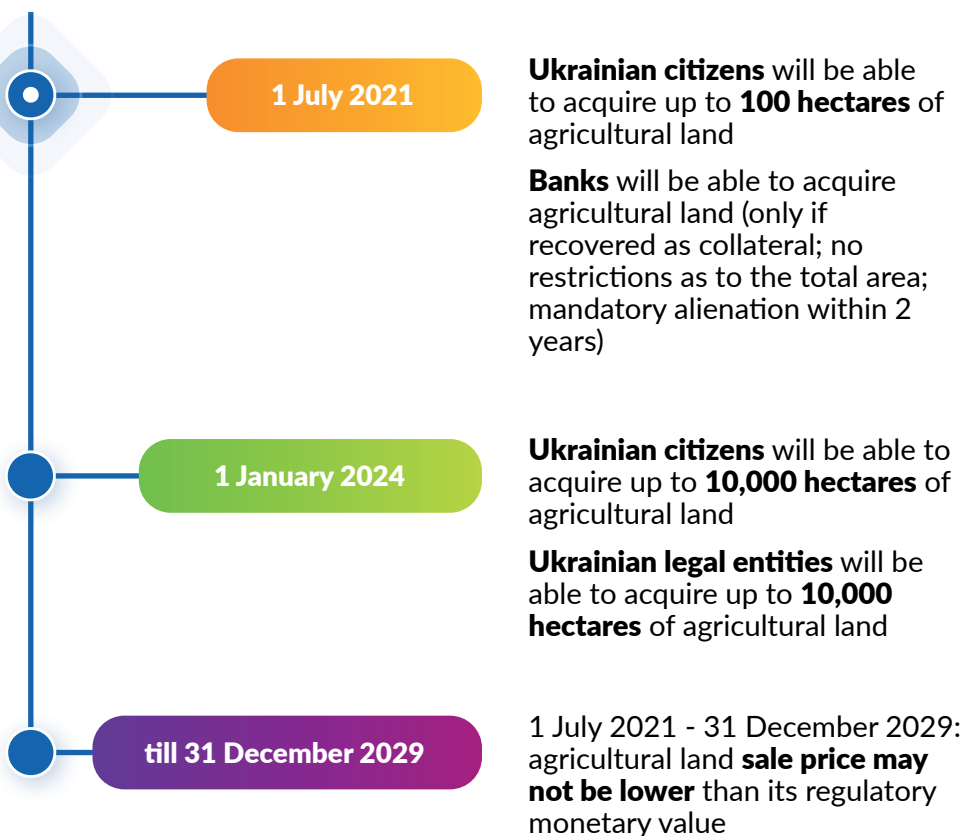 1 July 2021
Ukrainian citizens will be able
to acquire up to 100 hectares of
agricultural land
Banks will be able to acquire
agricultural land (only if
recovered as collateral; no
restrictions as to the total area;
mandatory alienation within 2
years)
1 January 2024
Ukrainian citizens will be able to
acquire up to 10,000 hectares of
agricultural land
Ukrainian legal entities will be
able to acquire up to 10,000
hectares of agricultural land
till 31 December 2029
1 July 2021 - 31 December 2029:
agricultural land sale price may
not be lower than its regulatory
monetary value